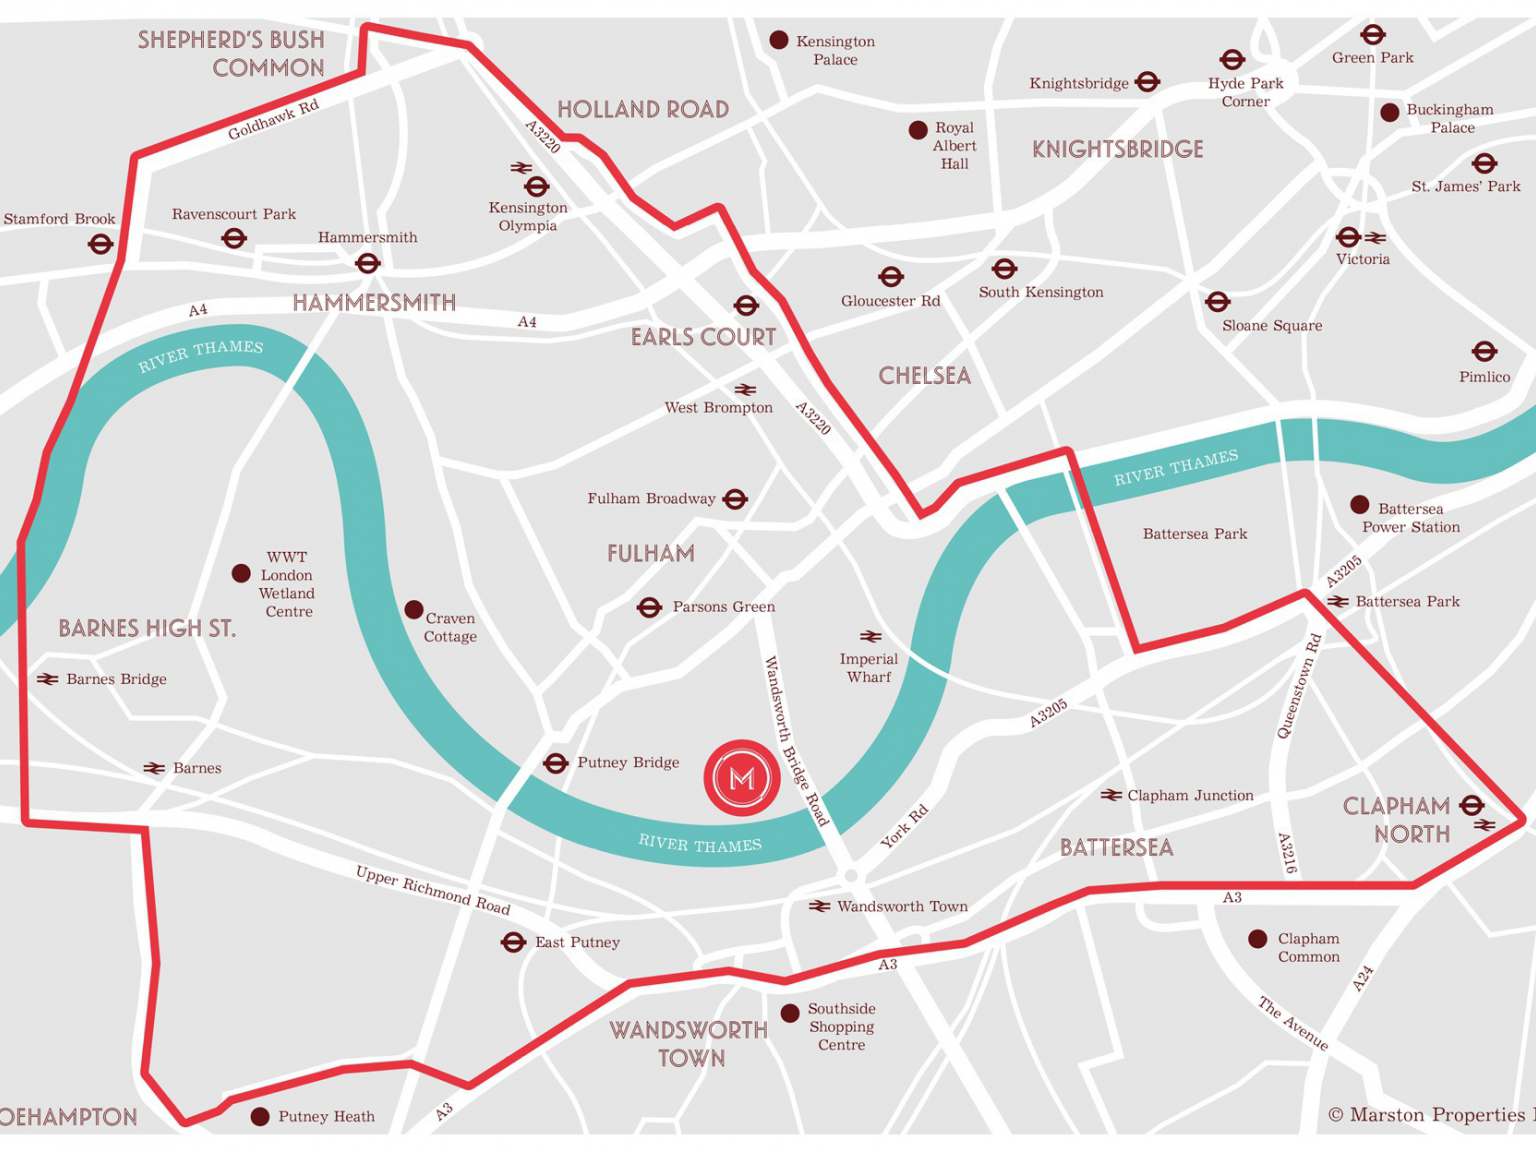 SHEPHERD'S BUSH
COMMON
Goldhawk Rd
A3220
HOLLAND ROAD
Kensington
Palace
Knightsbridge
Hyde Park
Corner
Green Park
Buckingham
Palace
Royal
Albert
Hall
KNIGHTSBRIDGE
St. James' Park
Stamford Brook
Ravenscourt Park
Hammersmith
Kensington
Olympia
Victoria
HAMMERSMITH
A4
A4
EARLS COURT
Gloucester Rd
South Kensington
Sloane Square
RIVER THAMES
CHELSEA
Pimlico
West Brompton
A3220
RIVER THAMES
Fulham Broadway
FULHAM
Battersea Park
Battersea
Power Station
WWT
London
Wetland
Centre
A3205
Battersea Park
Parsons Green
Craven
Cottage
BARNES HIGH ST.
Imperial
Wharf
Barnes Bridge
Wandsworth Bridge Road
A3205
Queenstown Rd
Barnes
Putney Bridge
M
Clapham Junction
CLAPHAM
NORTH
York Rd
RIVER THAMES
BATTERSEA
A3216
Upper Richmond Road
Wandsworth Town
A3
East Putney
A3
Clapham
Common
A24
The Avenue
Southside
Shopping
Centre
WANDSWORTH
TOWN
OEHAMPTON
Putney Heath
A3
© Marston Properties